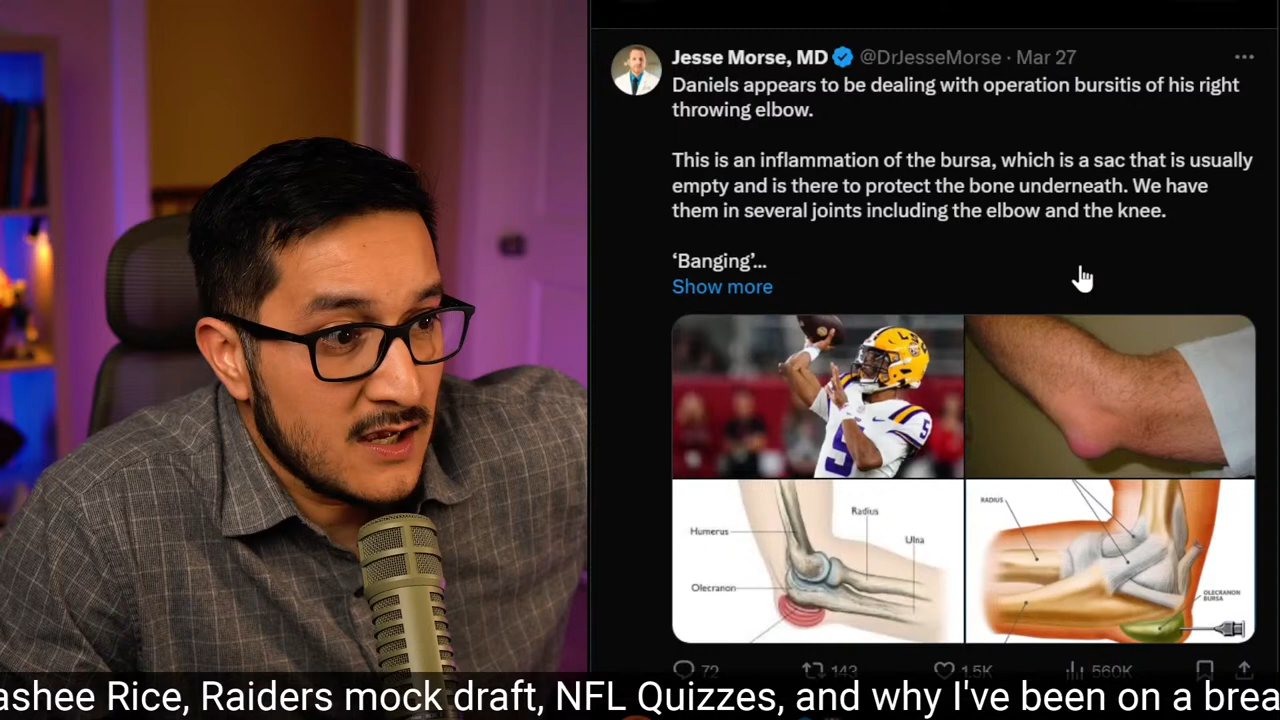 Jesse Morse, MD @DrJesseMorse · Mar 27
Daniels appears to be dealing with operation bursitis of his right
throwing elbow.
This is an inflammation of the bursa, which is a sac that is usually
empty and is there to protect the bone underneath. We have
them in several joints including the elbow and the knee.
‘Banging’...
Show more
LSU
5
5
Humerus
Radius
Ulna
Olecranon
RADIUS
OLECRANON
BURSA
72
143
1.5K
560K
ashee Rice, Raiders mock draft, NFL Quizzes, and why I've been on a brea